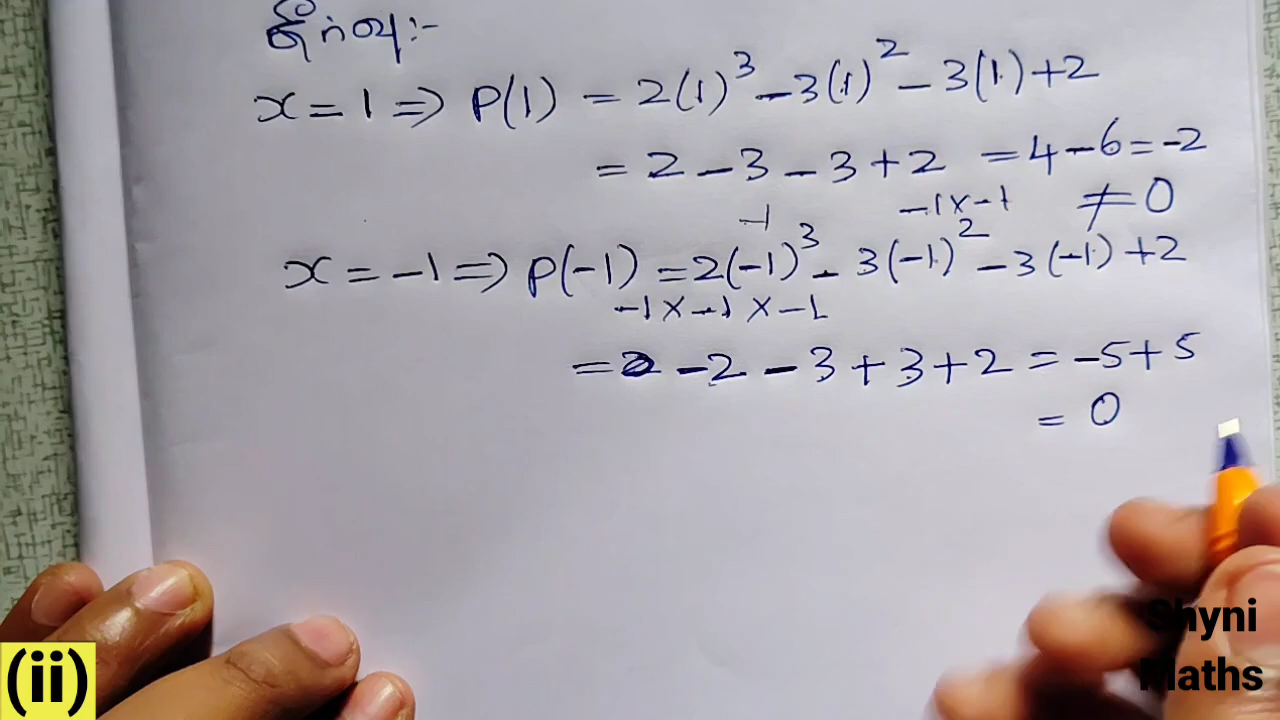 தீர்வு:-
x = 1 ⇒ P(1) = 2(1)³ - 3(1)² - 3(1) + 2
= 2 - 3 - 3 + 2 = 4 - 6 = -2
≠ 0
-1 -1 x -1
x = -1 ⇒ P(-1) = 2(-1)³ - 3(-1)² - 3(-1) + 2
-1 x -1 x -1
= -2 - 3 + 3 + 2 = -5 + 5
= 0
Shyni
Maths
(ii)